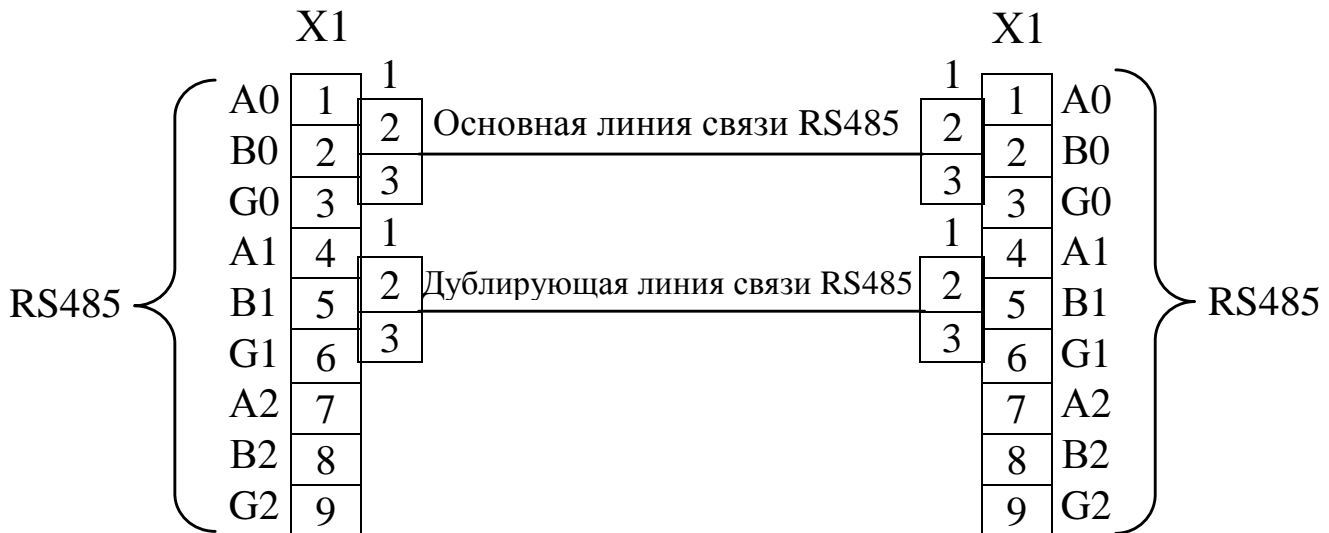 X1 X1
1 1
A0 1 1 A0
2 Основная линия связи RS485 2
B0 2 2 B0
3 3
G0 3 3 G0
1 1
A1 4 4 A1
2 Дублирующая линия связи RS485 2
RS485 B1 5 5 B1 RS485
3 3
G1 6 6 G1
A2 7 7 A2
B2 8 8 B2
G2 9 9 G2